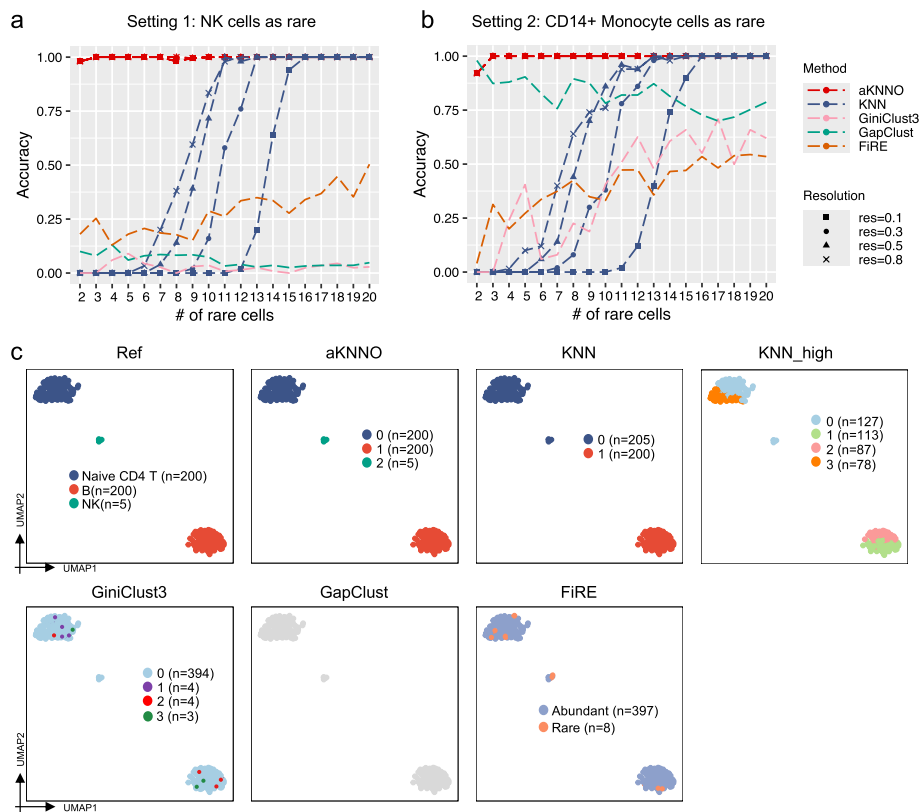 a
Setting 1: NK cells as rare
Accuracy
1.00
0.75
0.50
0.25
0.00
2 3 4 5 6 7 8 9 10 11 12 13 14 15 16 17 18 19 20
# of rare cells
b
Setting 2: CD14+ Monocyte cells as rare
Accuracy
1.00
0.75
0.50
0.25
0.00
2 3 4 5 6 7 8 9 10 11 12 13 14 15 16 17 18 19 20
# of rare cells
Method
aKNNO
KNN
GiniClust3
GapClust
FiRE
Resolution
res=0.1
res=0.3
res=0.5
res=0.8
c
Ref
Naive CD4 T (n=200)
B(n=200)
NK(n=5)
UMAP2
UMAP1
aKNNO
0 (n=200)
1 (n=200)
2 (n=5)
KNN
0 (n=205)
1 (n=200)
KNN_high
0 (n=127)
1 (n=113)
2 (n=87)
3 (n=78)
GiniClust3
0 (n=394)
1 (n=4)
2 (n=4)
3 (n=3)
UMAP2
UMAP1
GapClust
FiRE
Abundant (n=397)
Rare (n=8)